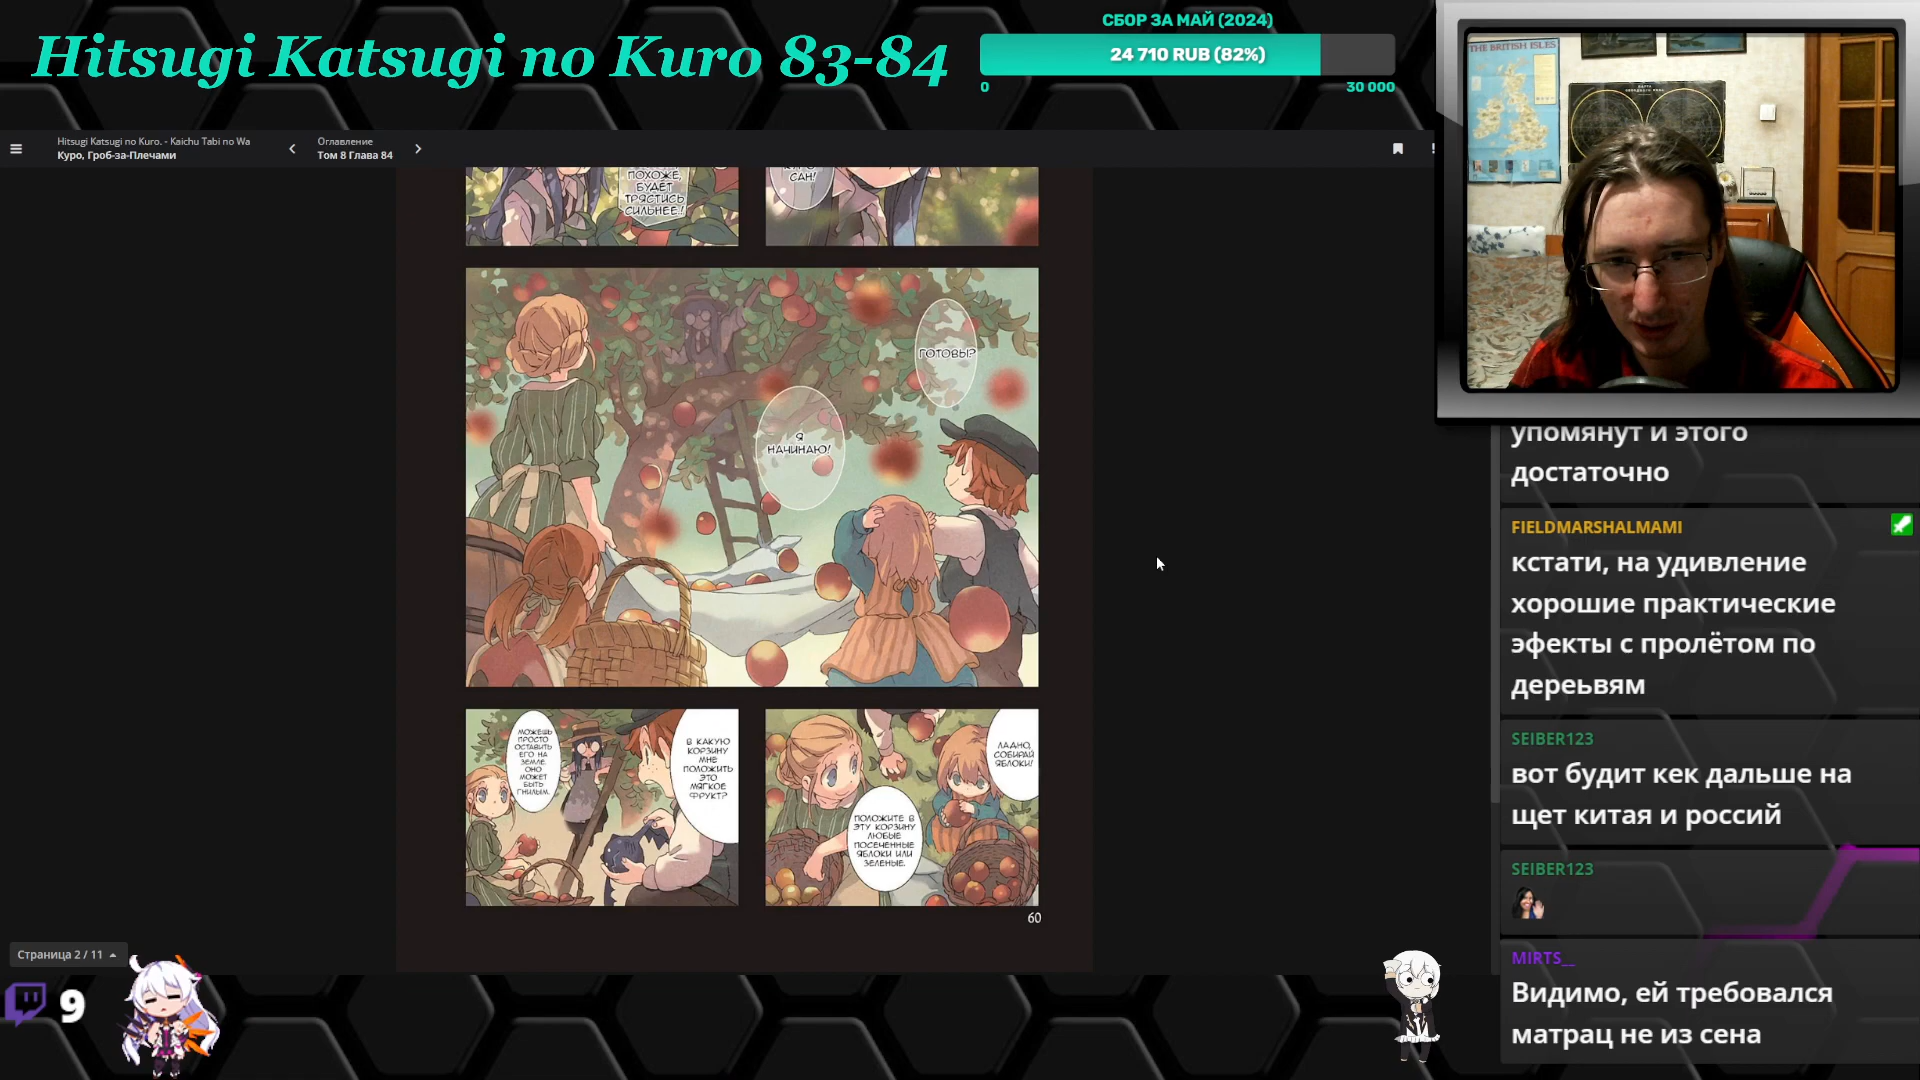 Hitsugi Katsugi no Kuro 83-84
СБОР ЗА МАЙ (2024)
24 710 RUB (82%)
0
30 000
THE BRITISH ISLES
Hitsugi Katsugi no Kuro. - Kaichu Tabi no Wa
Куро, Гроб-за-Плечами
Оглавление
Том 8 Глава 84
ПОХОЖЕ,
БУДЕТ
ТРЯСТИСЬ
СИЛЬНЕЕ!
САН!
ГОТОВЫ?
Я
НАЧИНАЮ!
МОЖЕШЬ
ПРОСТО
ОСТАВИТЬ
ЕГО НА
ЗЕМЛЕ.
ОНО
МОЖЕТ
БЫТЬ
ГНИЛЫМ.
В КАКУЮ
КОРЗИНУ
МНЕ
ПОЛОЖИТЬ
ЭТО
МЯГКОЕ
ФРУКТ?
ПОЛОЖИТЕ В
ЭТУ КОРЗИНУ
ЛЮБЫЕ
ПОСЕЧЕННЫЕ
ЯБЛОКИ ИЛИ
ЗЕЛЕНЫЕ.
ЛАДНО,
СОБИРАЙ
ЯБЛОКИ!
60
Страница 2 / 11
9
упомянут и этого
достаточно
FIELDMARSHALMAMI
кстати, на удивление
хорошие практические
эфекты с пролётом по
дереьвям
SEIBER123
вот будит кек дальше на
щет китая и россий
SEIBER123
MIRTS__
Видимо, ей требовался
матрац не из сена